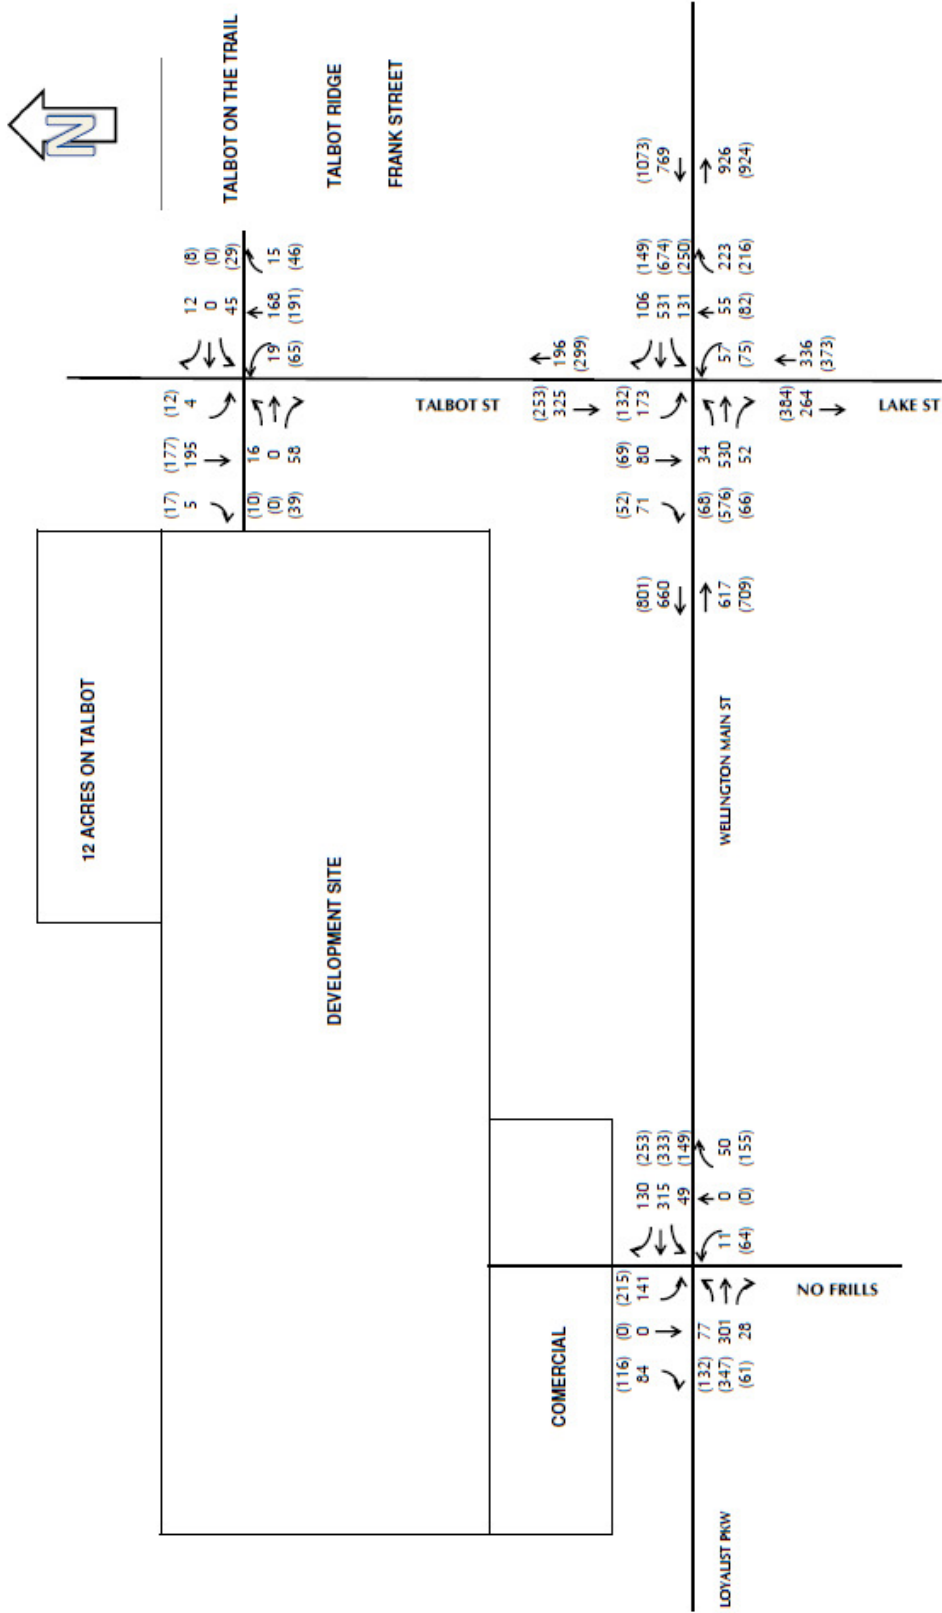 N
TALBOT ON THE TRAIL
TALBOT RIDGE
FRANK STREET
12 ACRES ON TALBOT
DEVELOPMENT SITE
COMERCIAL
(17) (177) (12)
5 195 4
12 (8)
0 (0)
45 (29)
(10) 16
(0) 0
(39) 58
19 168 15
(65) (191) (46)
TALBOT ST
(253)
325
196
(299)
(52) (69) (132)
71 80 173
106 (149)
531 (674)
131 (250)
(68) 34
(576) 530
(66) 52
57 55 223
(75) (82) (216)
(1073)
769
926
(924)
(801)
660
617
(709)
(384)
264
336
(373)
LAKE ST
WELLINGTON MAIN ST
(116) (0) (215)
84 0 141
130 (253)
315 (333)
49 (149)
(132) 77
(347) 301
(61) 28
11 0 50
(64) (0) (155)
NO FRILLS
LOYALIST PKW